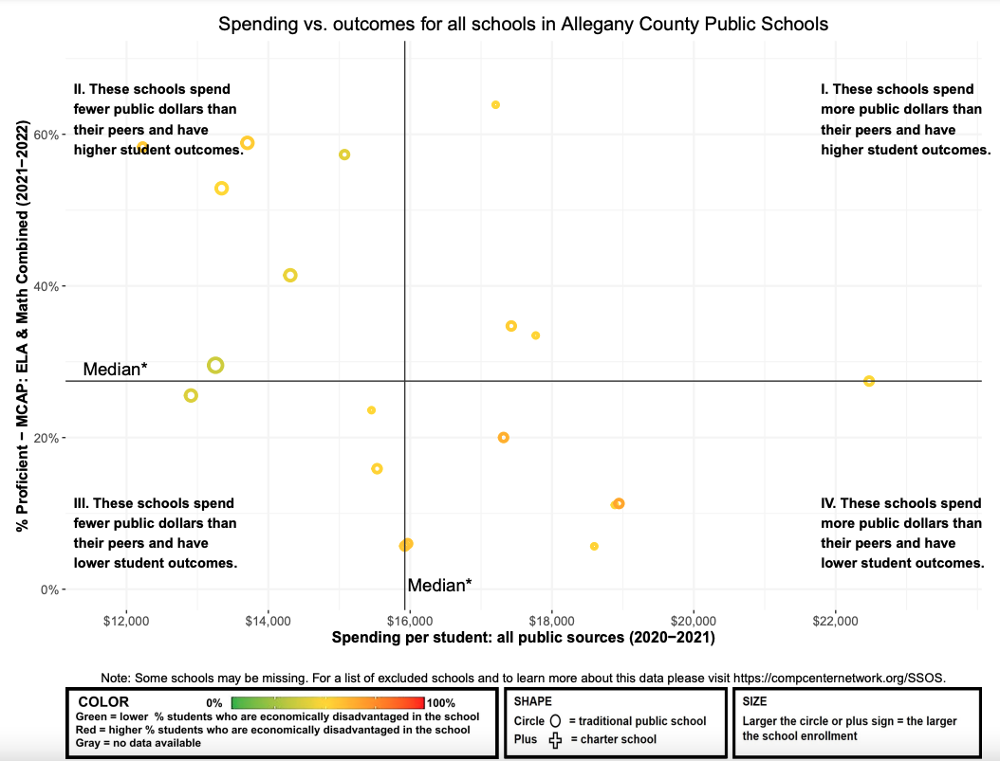 Spending vs. outcomes for all schools in Allegany County Public Schools
II. These schools spend
fewer public dollars than
their peers and have
higher student outcomes.
I. These schools spend
more public dollars than
their peers and have
higher student outcomes.
% Proficient − MCAP: ELA & Math Combined (2021−2022)
60%
40%
20%
0%
Median*
III. These schools spend
fewer public dollars than
their peers and have
lower student outcomes.
IV. These schools spend
more public dollars than
their peers and have
lower student outcomes.
Median*
$12,000
$14,000
$16,000
$18,000
$20,000
$22,000
Spending per student: all public sources (2020−2021)
Note: Some schools may be missing. For a list of excluded schools and to learn more about this data please visit https://compcenternetwork.org/SSOS.
COLOR 0% 100%
Green = lower % students who are economically disadvantaged in the school
Red = higher % students who are economically disadvantaged in the school
Gray = no data available
SHAPE
Circle = traditional public school
Plus = charter school
SIZE
Larger the circle or plus sign = the larger
the school enrollment